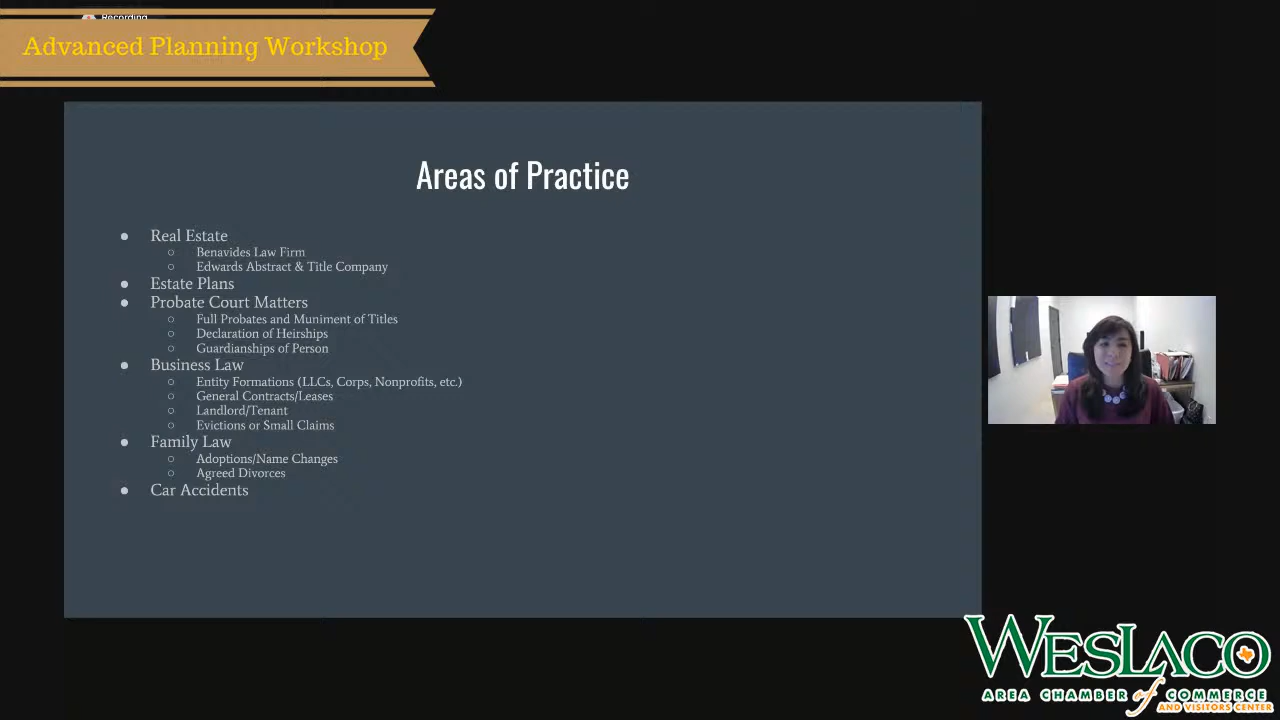 Recording
Advanced Planning Workshop
Areas of Practice
● Real Estate
○ Benavides Law Firm
○ Edwards Abstract & Title Company
● Estate Plans
● Probate Court Matters
○ Full Probates and Muniment of Titles
○ Declaration of Heirships
○ Guardianships of Person
● Business Law
○ Entity Formations (LLCs, Corps, Nonprofits, etc.)
○ General Contracts/Leases
○ Landlord/Tenant
○ Evictions or Small Claims
● Family Law
○ Adoptions/Name Changes
○ Agreed Divorces
● Car Accidents
WESLACO
AREA CHAMBER of COMMERCE
AND VISITORS CENTER